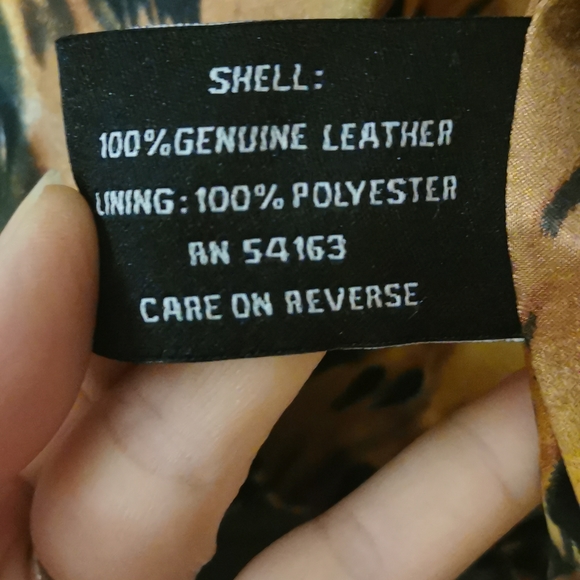 SHELL:
100%GENUINE LEATHER
LINING: 100% POLYESTER
RN 54163
CARE ON REVERSE